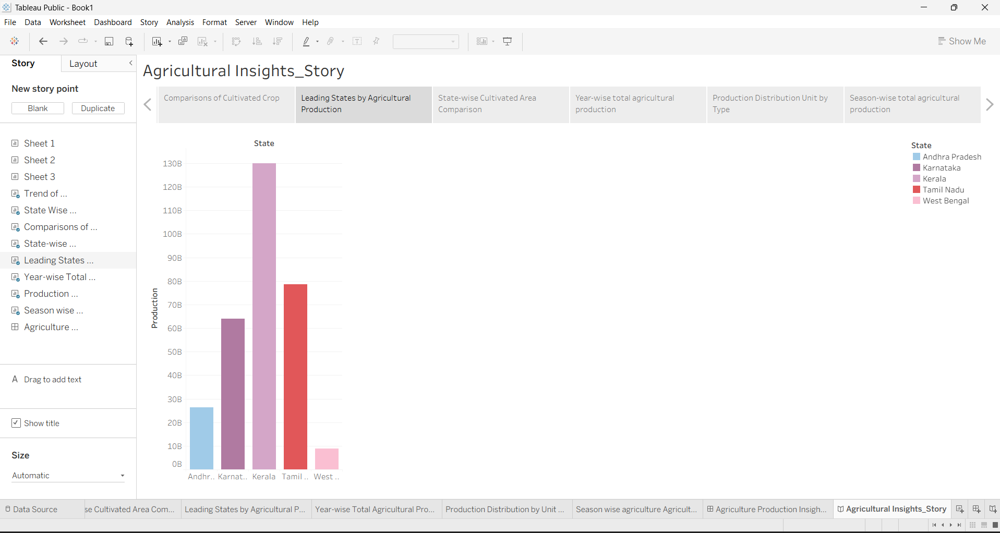 Tableau Public - Book1
File Data Worksheet Dashboard Story Analysis Format Server Window Help
Show Me
Story
Layout
New story point
Blank
Duplicate
Sheet 1
Sheet 2
Sheet 3
Trend of ...
State Wise ...
Comparisons of ...
State-wise ...
Leading States ...
Year-wise Total ...
Production ...
Season wise ...
Agriculture ...
A Drag to add text
Show title
Size
Automatic
Agricultural Insights_Story
Comparisons of Cultivated Crop
Leading States by Agricultural
Production
State-wise Cultivated Area
Comparison
Year-wise total agricultural
production
Production Distribution Unit by
Type
Season-wise total agricultural
production
State
130B
120B
110B
100B
90B
80B
70B
60B
50B
40B
30B
20B
10B
0B
Production
Andhr.. Karnat.. Kerala Tamil .. West ..
State
Andhra Pradesh
Karnataka
Kerala
Tamil Nadu
West Bengal
Data Source
se Cultivated Area Com...
Leading States by Agricultural P...
Year-wise Total Agricultural Pro...
Production Distribution by Unit ...
Season wise agriculture Agricult...
Agriculture Production Insigh...
Agricultural Insights_Story